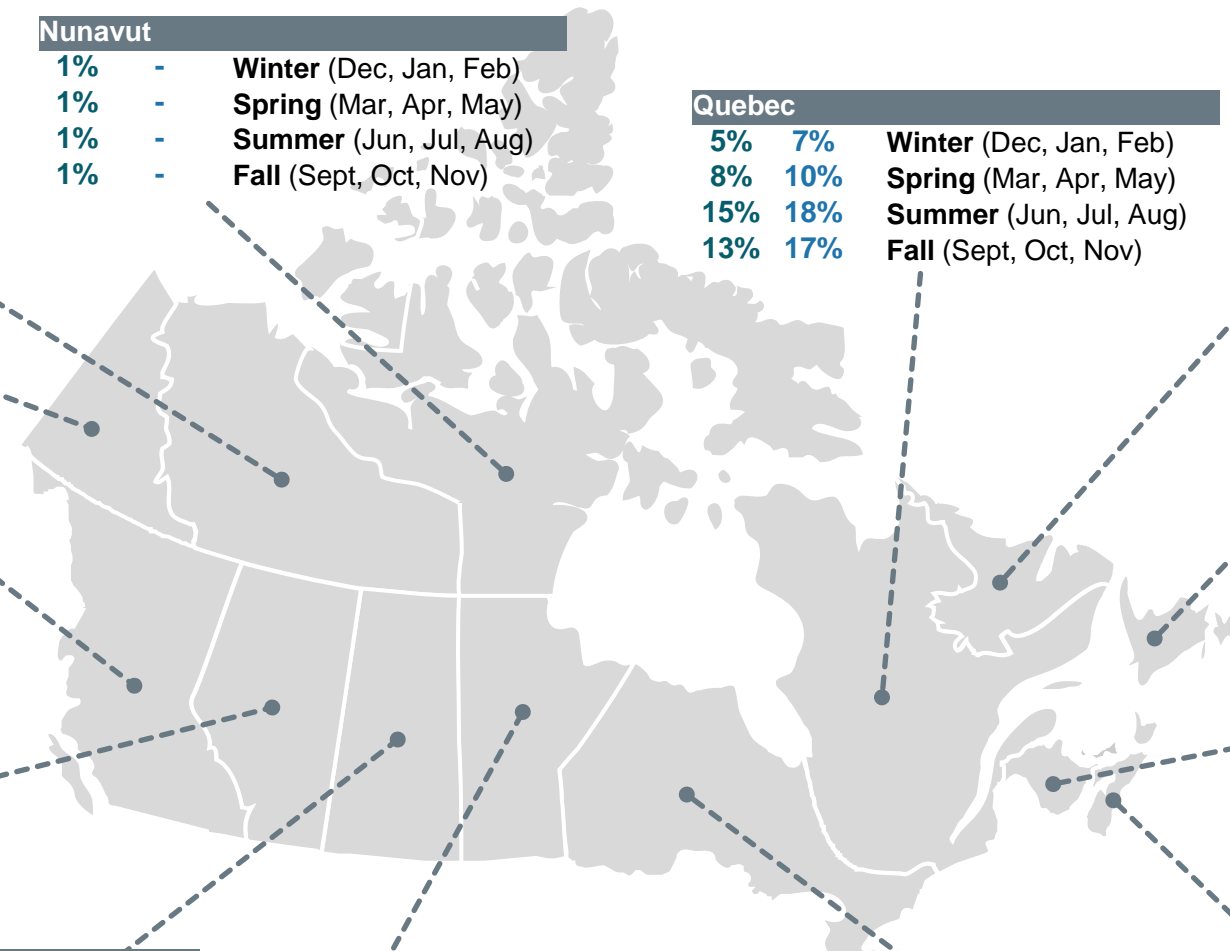 Nunavut
1% - Winter (Dec, Jan, Feb)
1% - Spring (Mar, Apr, May)
1% - Summer (Jun, Jul, Aug)
1% - Fall (Sept, Oct, Nov)
Quebec
5% 7% Winter (Dec, Jan, Feb)
8% 10% Spring (Mar, Apr, May)
15% 18% Summer (Jun, Jul, Aug)
13% 17% Fall (Sept, Oct, Nov)